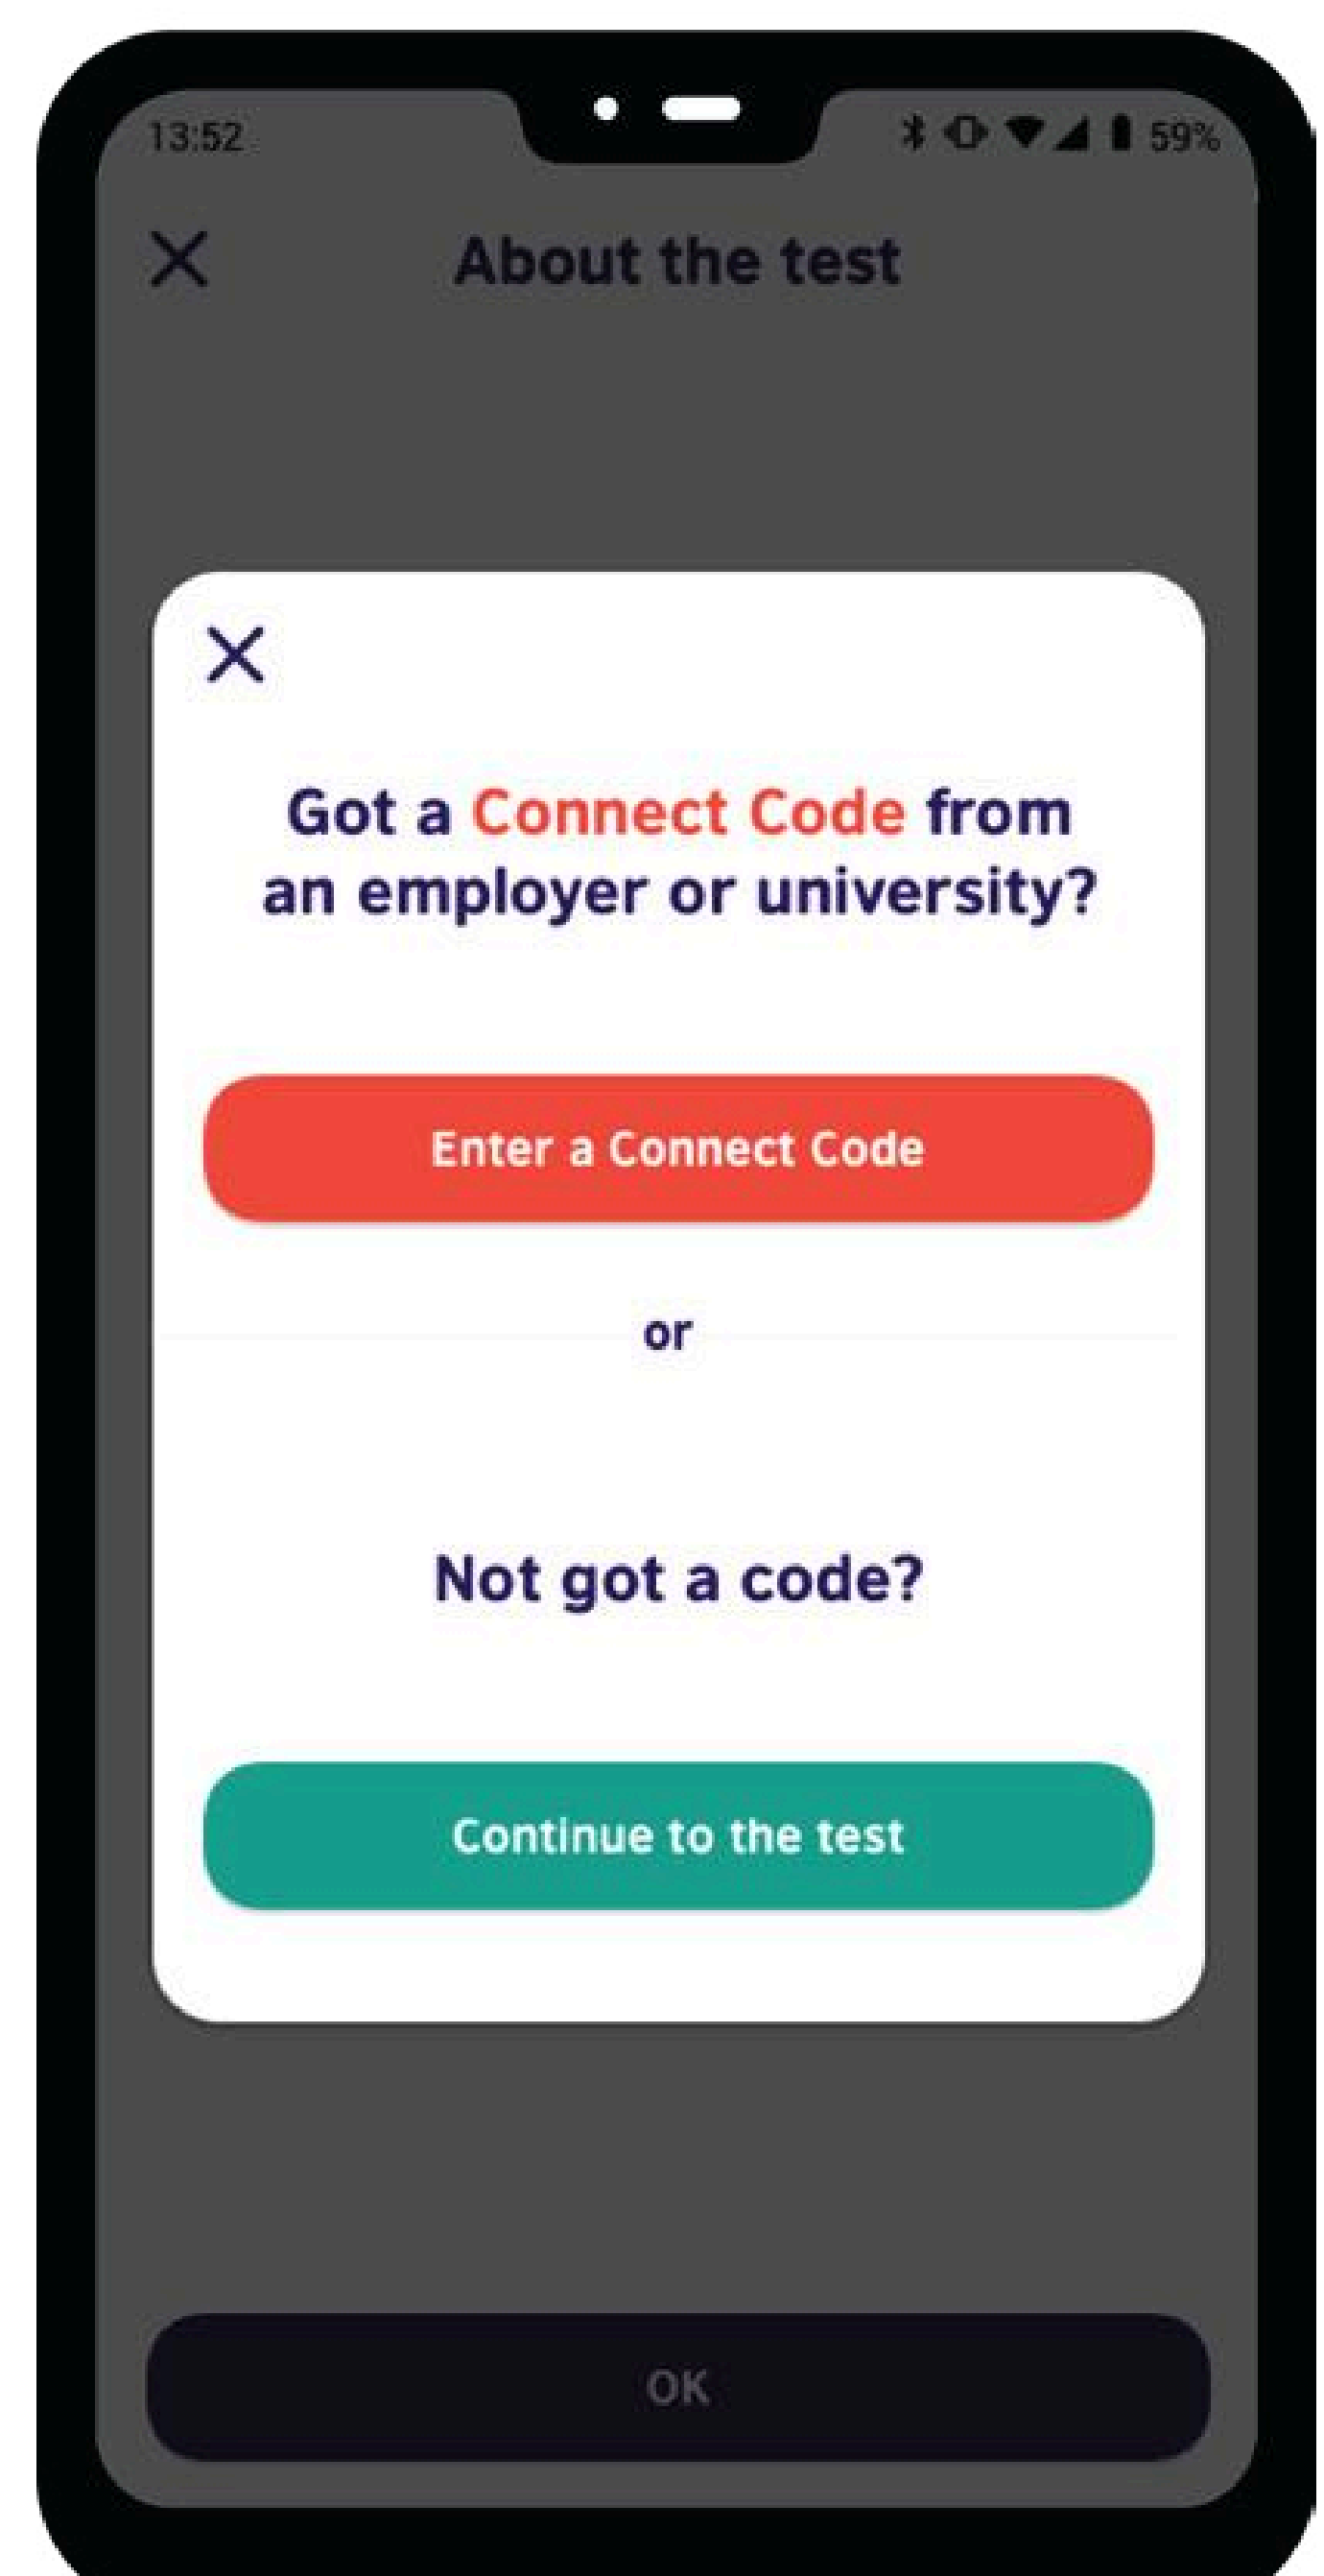 13:52 59%
About the test
Got a Connect Code from
an employer or university?
Enter a Connect Code
or
Not got a code?
Continue to the test
OK